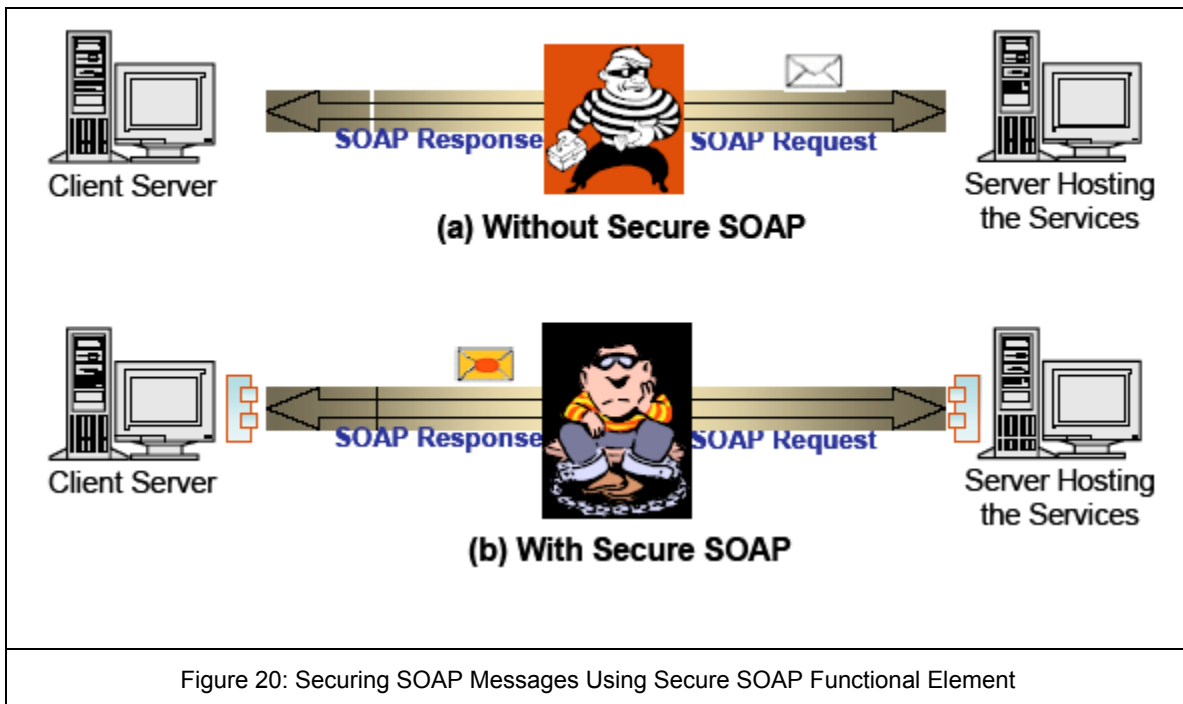 SOAP Response
SOAP Request
Client Server
Server Hosting
the Services
(a) Without Secure SOAP
SOAP Response
SOAP Request
Client Server
Server Hosting
the Services
(b) With Secure SOAP
Figure 20: Securing SOAP Messages Using Secure SOAP Functional Element